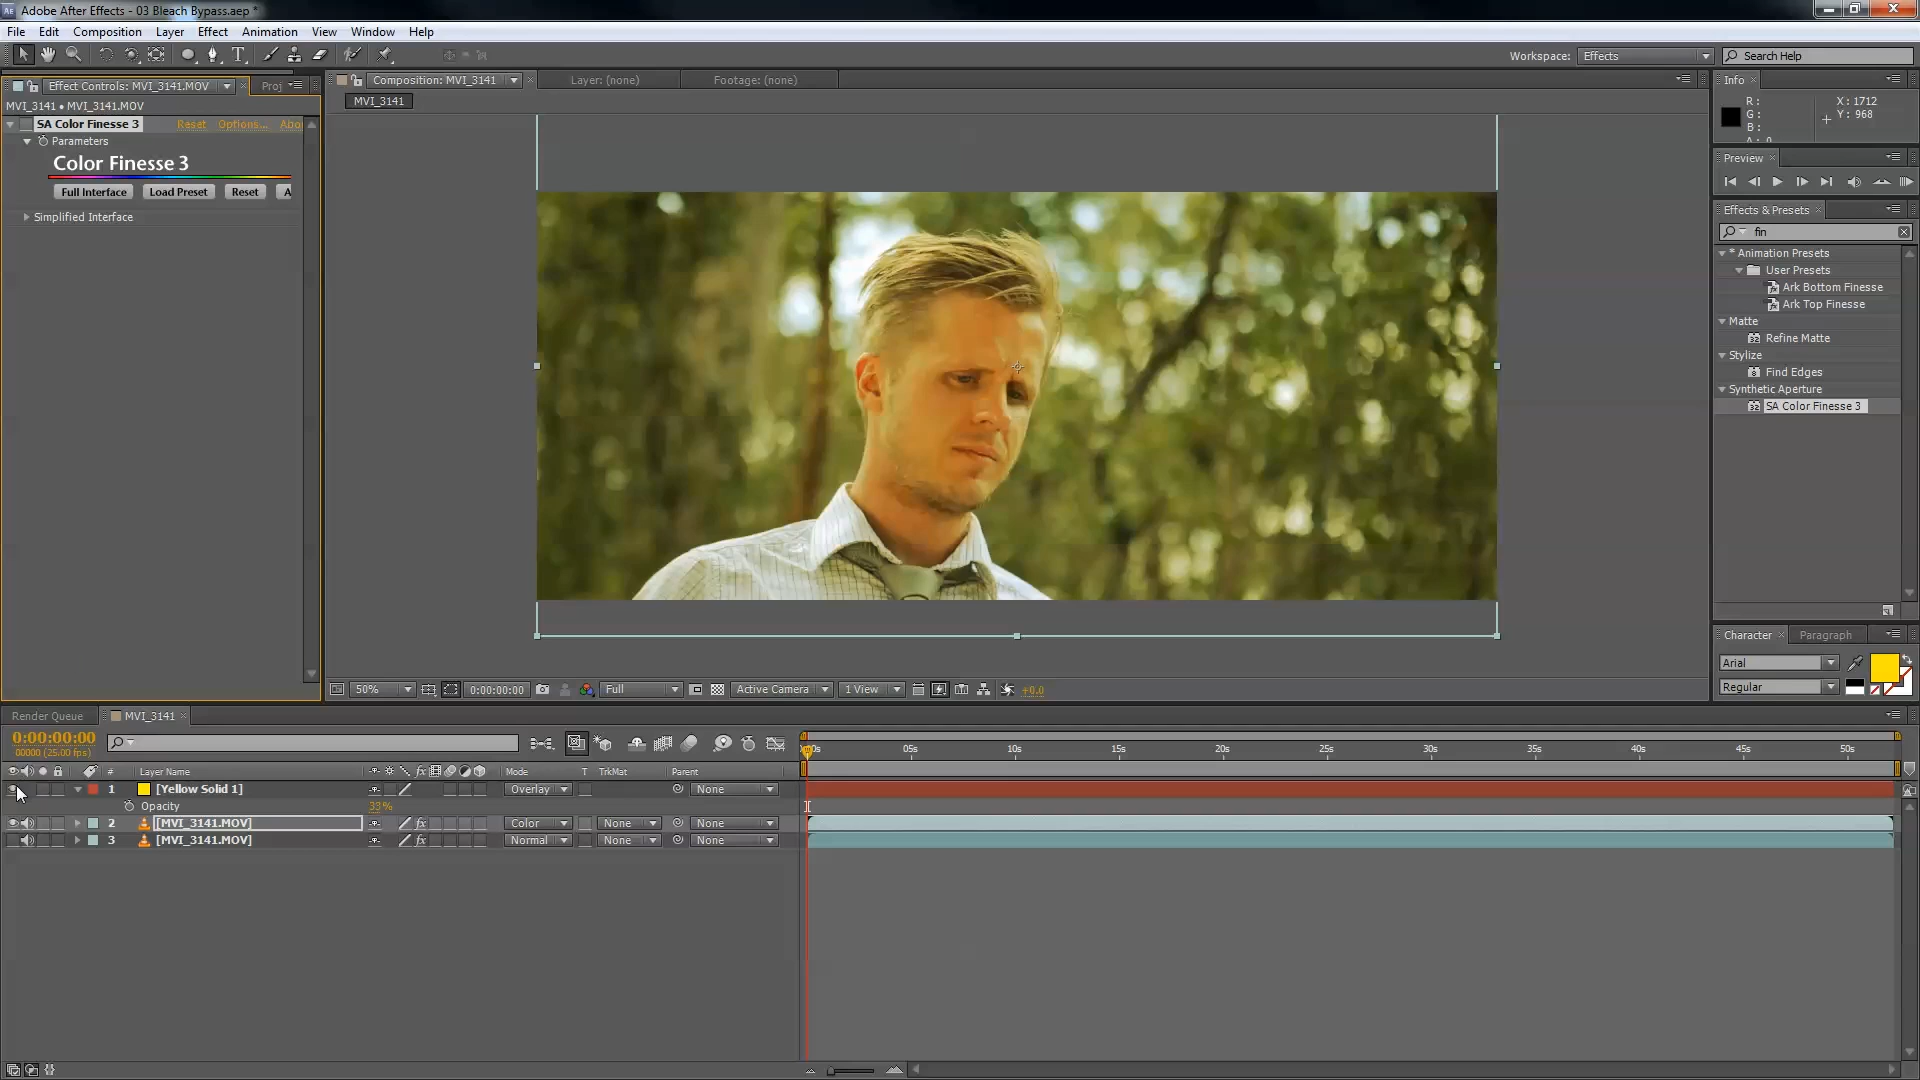 Adobe After Effects - 03 Bleach Bypass.aep *
File Edit Composition Layer Effect Animation View Window Help
Workspace: Effects Search Help
Effect Controls: MVI_3141.MOV Proj
MVI_3141 • MVI_3141.MOV
SA Color Finesse 3 Reset Options... Abo
Parameters
Color Finesse 3
Full Interface Load Preset Reset A
Simplified Interface
Composition: MVI_3141 Layer: (none) Footage: (none)
MVI_3141
50% 0:00:00:00 Full Active Camera 1 View +0.0
Info
R: X: 1712
G: Y: 968
B:
A: 0
Preview
Effects & Presets
fin
* Animation Presets
User Presets
Ark Bottom Finesse
Ark Top Finesse
Matte
Refine Matte
Stylize
Find Edges
Synthetic Aperture
SA Color Finesse 3
Character Paragraph
Arial
Regular
Render Queue MVI_3141
0:00:00:00
00000 (25.00 fps)
05s 10s 15s 20s 25s 30s 35s 40s 45s 50s
# Layer Name Mode T TrkMat Parent
1 [Yellow Solid 1] Overlay None
Opacity 33%
2 [MVI_3141.MOV] Color None None
3 [MVI_3141.MOV] Normal None None